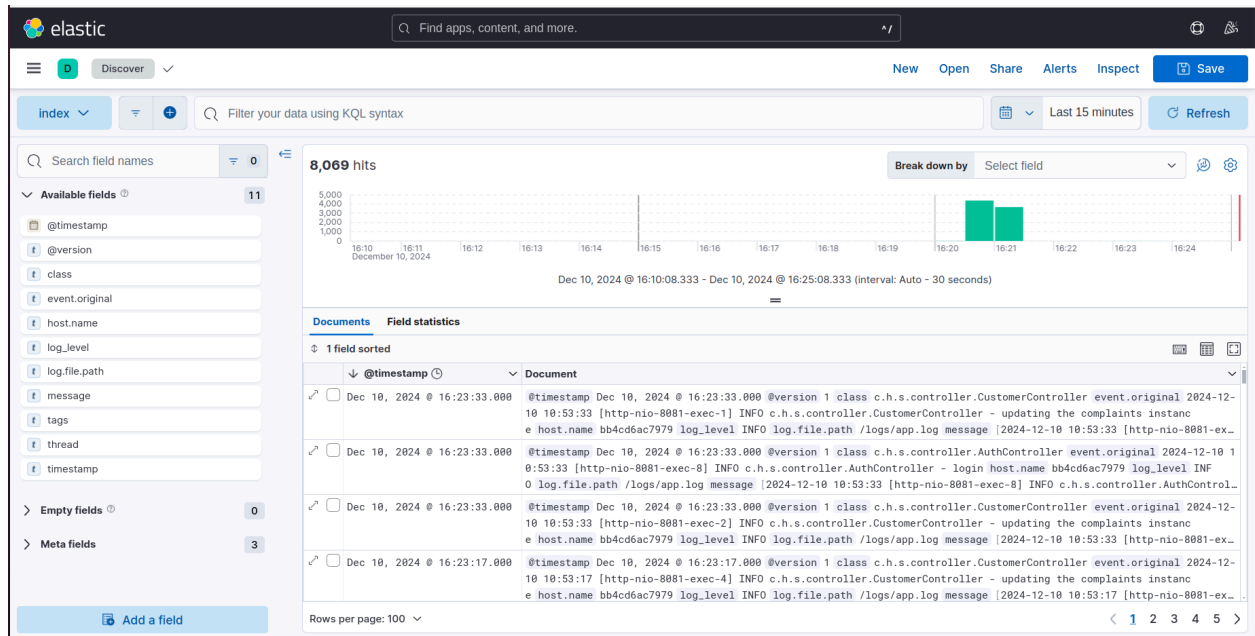 elastic
Find apps, content, and more.
^/
D
Discover
New Open Share Alerts Inspect Save
index
Filter your data using KQL syntax
Last 15 minutes
Refresh
Search field names
0
8,069 hits
Break down by Select field
Available fields
11
@timestamp
t @version
t class
t event.original
t host.name
t log_level
t log.file.path
t message
t tags
t thread
t timestamp
Empty fields
0
Meta fields
3
Add a field
5,000
4,000
3,000
2,000
1,000
0
16:10 16:11 16:12 16:13 16:14 16:15 16:16 16:17 16:18 16:19 16:20 16:21 16:22 16:23 16:24
December 10, 2024
Dec 10, 2024 @ 16:10:08.333 - Dec 10, 2024 @ 16:25:08.333 (interval: Auto - 30 seconds)
Documents Field statistics
1 field sorted
@timestamp Document
Dec 10, 2024 @ 16:23:33.000 @timestamp Dec 10, 2024 @ 16:23:33.000 @version 1 class c.h.s.controller.CustomerController event.original 2024-12-
10 10:53:33 [http-nio-8081-exec-1] INFO c.h.s.controller.CustomerController - updating the complaints instanc
e host.name bb4cd6ac7979 log_level INFO log.file.path /logs/app.log message [2024-12-10 10:53:33 [http-nio-8081-ex…
Dec 10, 2024 @ 16:23:33.000 @timestamp Dec 10, 2024 @ 16:23:33.000 @version 1 class c.h.s.controller.AuthController event.original 2024-12-10 1
0:53:33 [http-nio-8081-exec-8] INFO c.h.s.controller.AuthController - login host.name bb4cd6ac7979 log_level INF
O log.file.path /logs/app.log message [2024-12-10 10:53:33 [http-nio-8081-exec-8] INFO c.h.s.controller.AuthControl…
Dec 10, 2024 @ 16:23:33.000 @timestamp Dec 10, 2024 @ 16:23:33.000 @version 1 class c.h.s.controller.CustomerController event.original 2024-12-
10 10:53:33 [http-nio-8081-exec-2] INFO c.h.s.controller.CustomerController - updating the complaints instanc
e host.name bb4cd6ac7979 log_level INFO log.file.path /logs/app.log message [2024-12-10 10:53:33 [http-nio-8081-ex…
Dec 10, 2024 @ 16:23:17.000 @timestamp Dec 10, 2024 @ 16:23:17.000 @version 1 class c.h.s.controller.CustomerController event.original 2024-12-
10 10:53:17 [http-nio-8081-exec-4] INFO c.h.s.controller.CustomerController - updating the complaints instanc
e host.name bb4cd6ac7979 log_level INFO log.file.path /logs/app.log message [2024-12-10 10:53:17 [http-nio-8081-ex…
Rows per page: 100
1 2 3 4 5